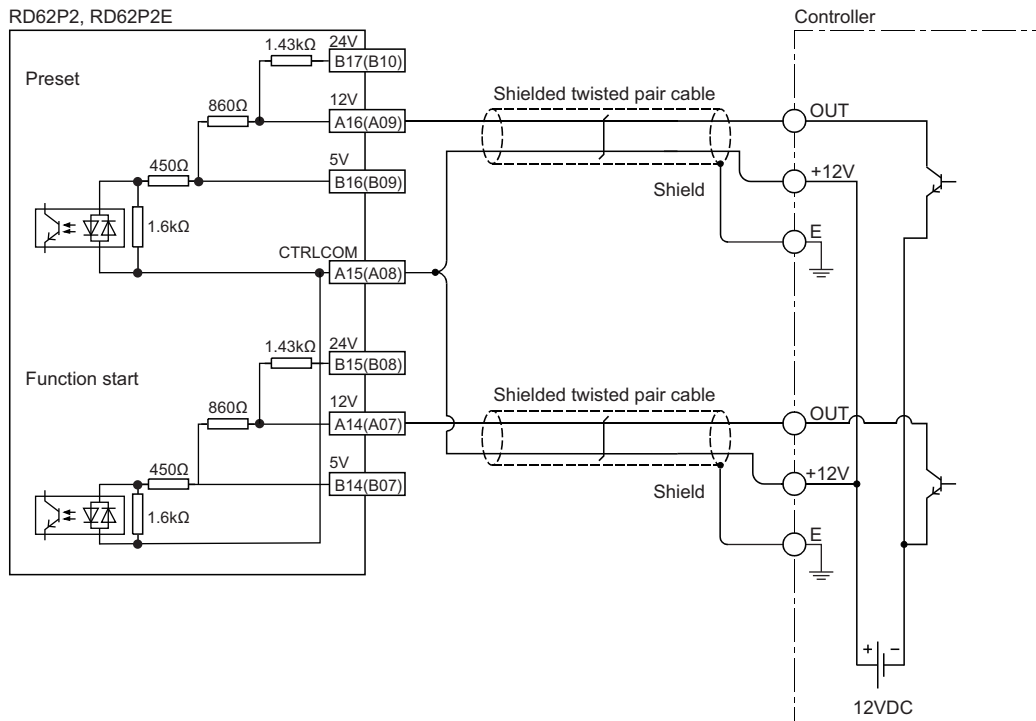 RD62P2, RD62P2E
Controller
Preset
1.43kΩ
24V
B17(B10)
860Ω
12V
A16(A09)
450Ω
5V
B16(B09)
1.6kΩ
CTRLCOM
A15(A08)
Shielded twisted pair cable
Shield
OUT
+12V
E
Function start
1.43kΩ
24V
B15(B08)
860Ω
12V
A14(A07)
450Ω
5V
B14(B07)
1.6kΩ
Shielded twisted pair cable
Shield
OUT
+12V
E
+ −
12VDC